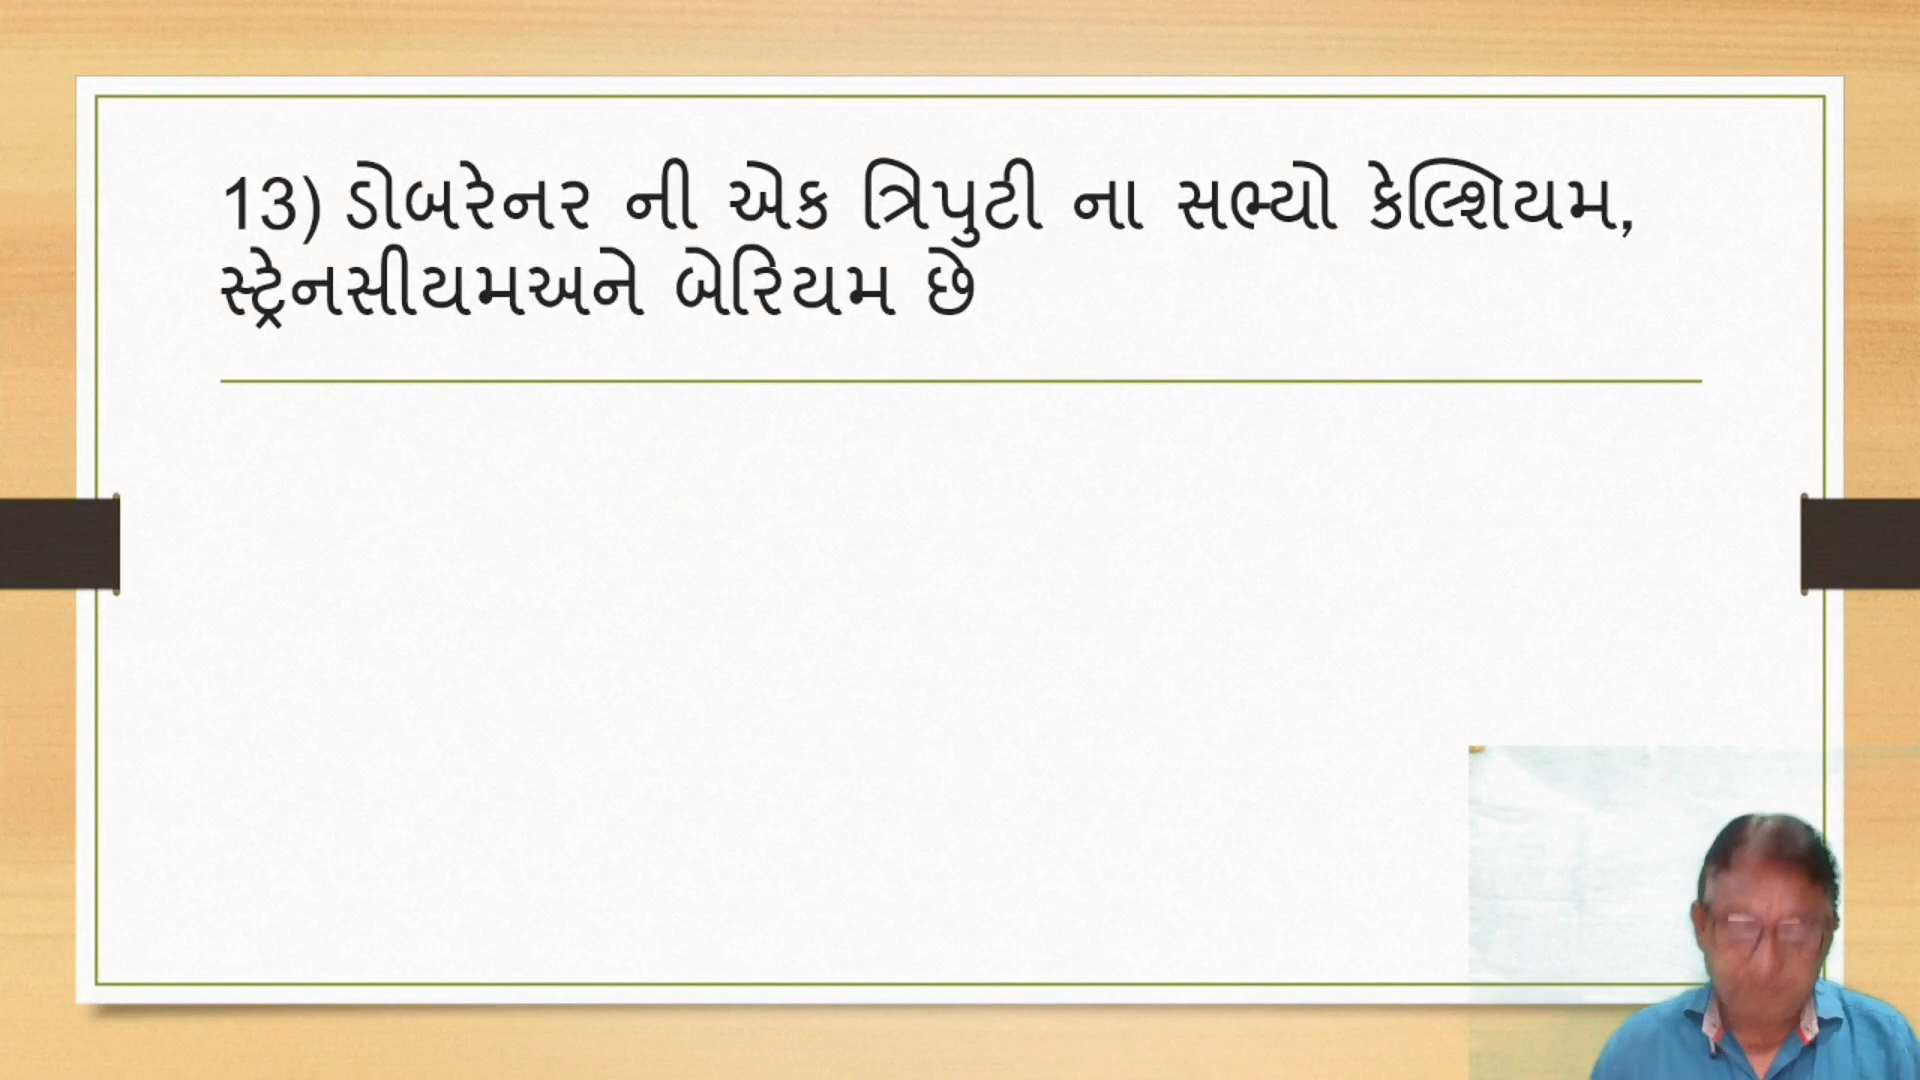 13) ડોબરેનર ની એક ત્રિપુટી ના સભ્યો કેલ્શિયમ,
સ્ટ્રેનસીયમઅને બેરિયમ છે